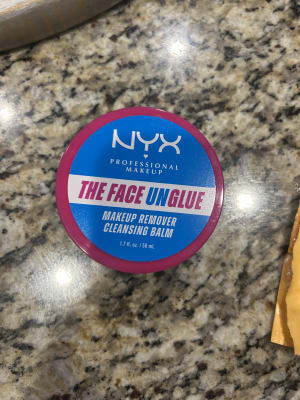 NYX
PROFESSIONAL
MAKEUP
THE FACE UNGLUE
MAKEUP REMOVER
CLEANSING BALM
1.7 fl. oz. / 50 mL